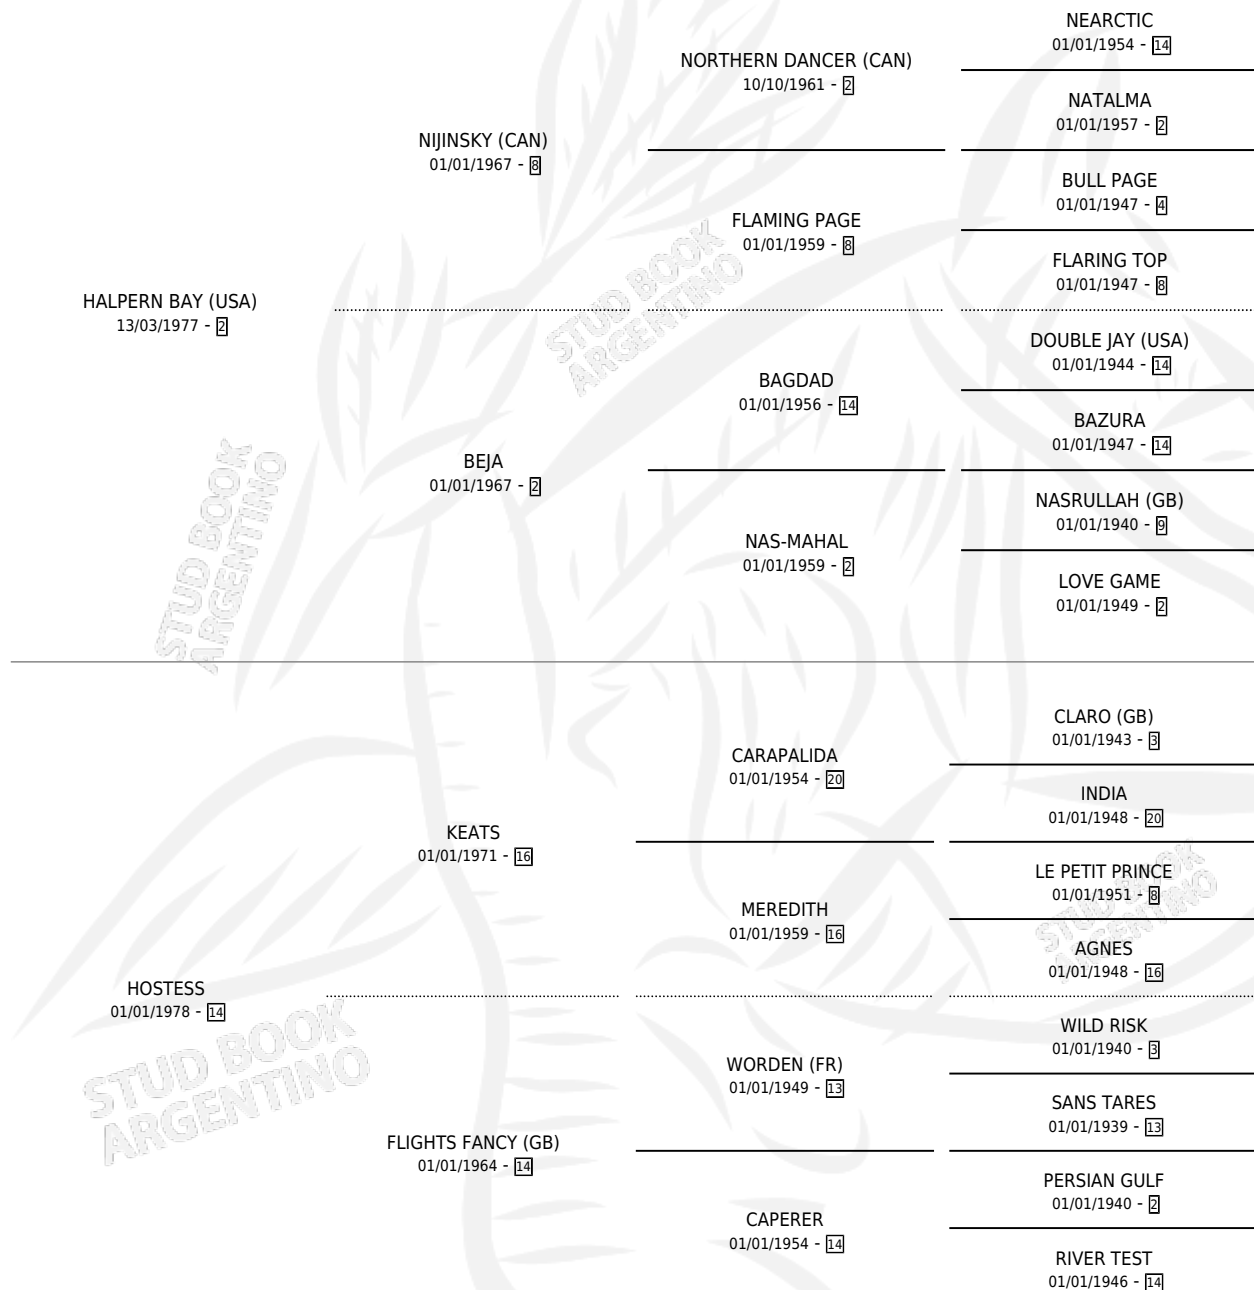 NEARCTIC
01/01/1954 - 14
NORTHERN DANCER (CAN)
10/10/1961 - 2
NATALMA
01/01/1957 - 2
NIJINSKY (CAN)
01/01/1967 - 8
BULL PAGE
01/01/1947 - 4
FLAMING PAGE
01/01/1959 - 8
FLARING TOP
01/01/1947 - 8
HALPERN BAY (USA)
13/03/1977 - 2
DOUBLE JAY (USA)
01/01/1944 - 14
BAGDAD
01/01/1956 - 14
BAZURA
01/01/1947 - 14
BEJA
01/01/1967 - 2
NASRULLAH (GB)
01/01/1940 - 9
NAS-MAHAL
01/01/1959 - 2
LOVE GAME
01/01/1949 - 2
CLARO (GB)
01/01/1943 - 3
CARAPALIDA
01/01/1954 - 20
INDIA
01/01/1948 - 20
KEATS
01/01/1971 - 16
LE PETIT PRINCE
01/01/1951 - 8
MEREDITH
01/01/1959 - 16
AGNES
01/01/1948 - 16
HOSTESS
01/01/1978 - 14
WILD RISK
01/01/1940 - 3
WORDEN (FR)
01/01/1949 - 13
SANS TARES
01/01/1939 - 13
FLIGHTS FANCY (GB)
01/01/1964 - 14
PERSIAN GULF
01/01/1940 - 2
CAPERER
01/01/1954 - 14
RIVER TEST
01/01/1946 - 14
STUD BOOK
ARGENTINO
STUD BOOK
ARGENTINO
STUD BOOK
ARGENTINO
STUD BOOK
ARGENTINO